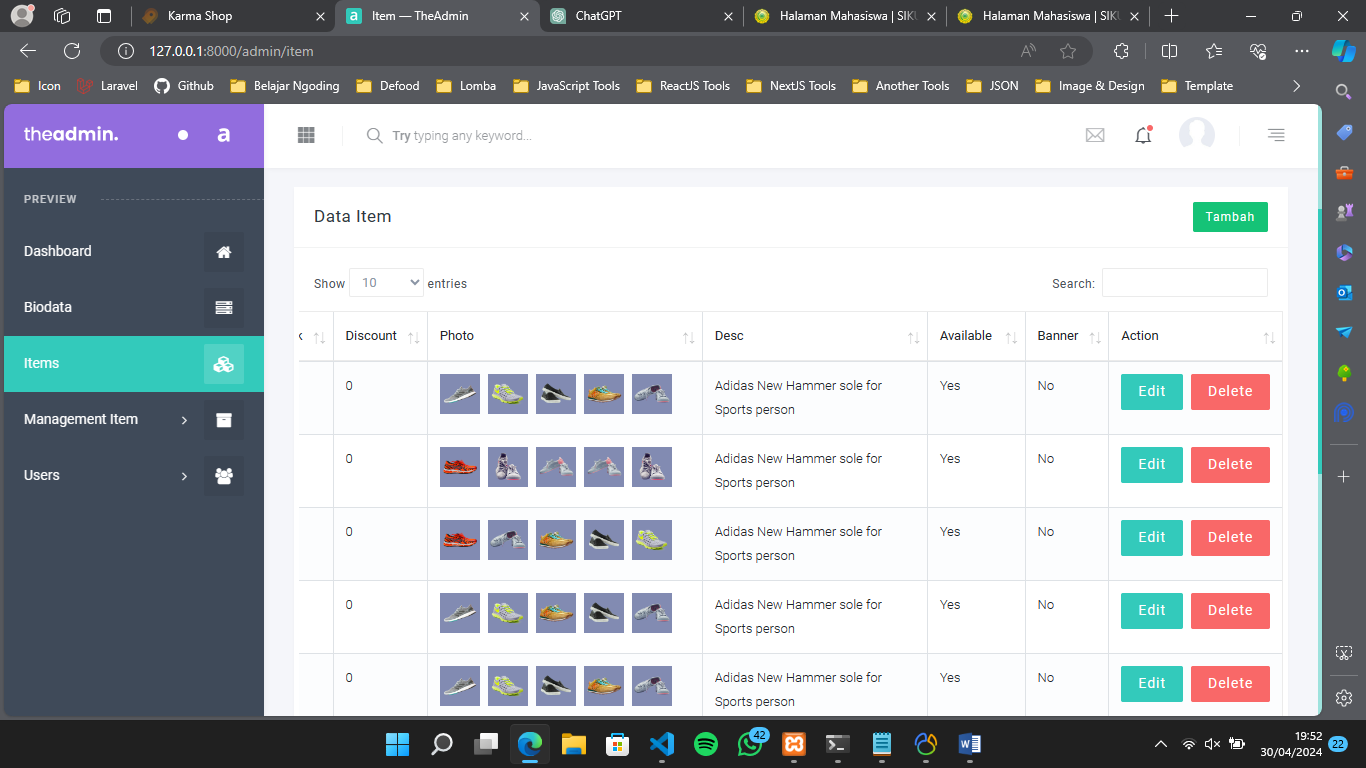 Karma Shop
Item — TheAdmin
ChatGPT
Halaman Mahasiswa | SIKU
Halaman Mahasiswa | SIKU
127.0.0.1:8000/admin/item
Icon
Laravel
Github
Belajar Ngoding
Defood
Lomba
JavaScript Tools
ReactJS Tools
NextJS Tools
Another Tools
JSON
Image & Design
Template
theadmin.
a
Try typing any keyword...
PREVIEW
Dashboard
Biodata
Items
Management Item
Users
Data Item
Tambah
Show 10 entries
Search:
k Discount Photo Desc Available Banner Action
0 Adidas New Hammer sole for Yes No Edit Delete
Sports person
0 Adidas New Hammer sole for Yes No Edit Delete
Sports person
0 Adidas New Hammer sole for Yes No Edit Delete
Sports person
0 Adidas New Hammer sole for Yes No Edit Delete
Sports person
0 Adidas New Hammer sole for Yes No Edit Delete
Sports person
42
19:52
30/04/2024
22